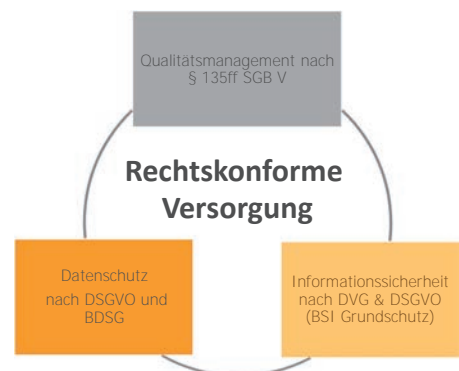 Qualitätsmanagement nach
§ 135ff SGB V
Rechtskonforme
Versorgung
Datenschutz
nach DSGVO und
BDSG
Informationssicherheit
nach DVG & DSGVO
(BSI Grundschutz)